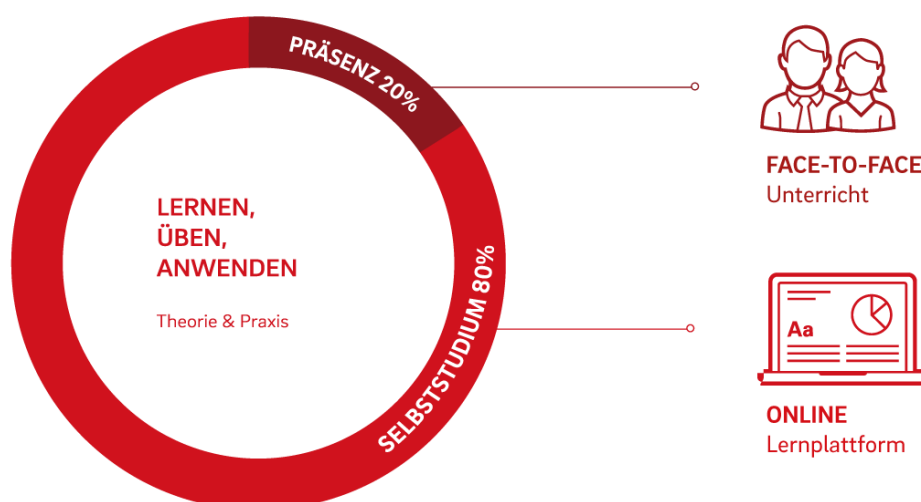 PRÄSENZ 20%
FACE-TO-FACE
Unterricht
LERNEN,
ÜBEN,
ANWENDEN
Theorie & Praxis
SELBSTSTUDIUM 80%
Aa
ONLINE
Lernplattform